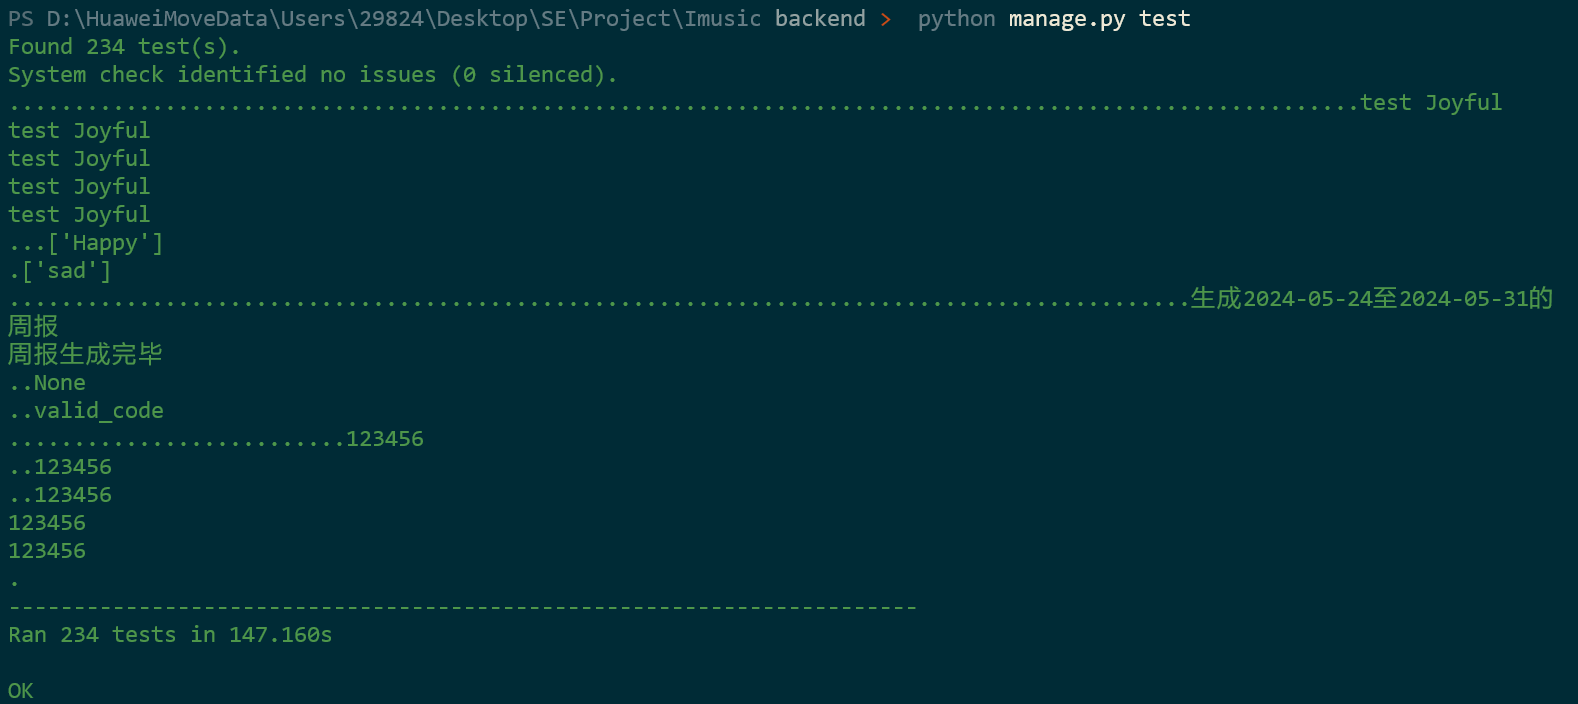 PS D:\HuaweiMoveData\Users\29824\Desktop\SE\Project\Imusic backend >  python manage.py test
Found 234 test(s).
System check identified no issues (0 silenced).
........................................................................................................test Joyful
test Joyful
test Joyful
test Joyful
test Joyful
...['Happy']
.['sad']
...........................................................................................生成2024-05-24至2024-05-31的
周报
周报生成完毕
..None
..valid_code
..........................123456
..123456
..123456
123456
123456
.
----------------------------------------------------------------------
Ran 234 tests in 147.160s

OK